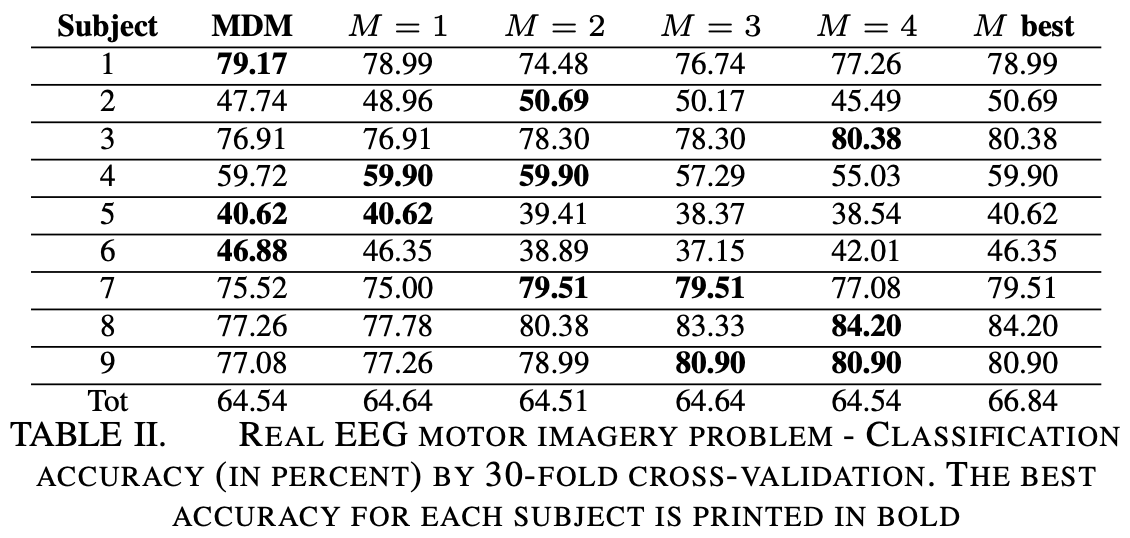 Subject MDM M = 1 M = 2 M = 3 M = 4 M best
1 79.17 78.99 74.48 76.74 77.26 78.99
2 47.74 48.96 50.69 50.17 45.49 50.69
3 76.91 76.91 78.30 78.30 80.38 80.38
4 59.72 59.90 59.90 57.29 55.03 59.90
5 40.62 40.62 39.41 38.37 38.54 40.62
6 46.88 46.35 38.89 37.15 42.01 46.35
7 75.52 75.00 79.51 79.51 77.08 79.51
8 77.26 77.78 80.38 83.33 84.20 84.20
9 77.08 77.26 78.99 80.90 80.90 80.90
Tot 64.54 64.64 64.51 64.64 64.54 66.84
TABLE II. REAL EEG MOTOR IMAGERY PROBLEM - CLASSIFICATION
ACCURACY (IN PERCENT) BY 30-FOLD CROSS-VALIDATION. THE BEST
ACCURACY FOR EACH SUBJECT IS PRINTED IN BOLD